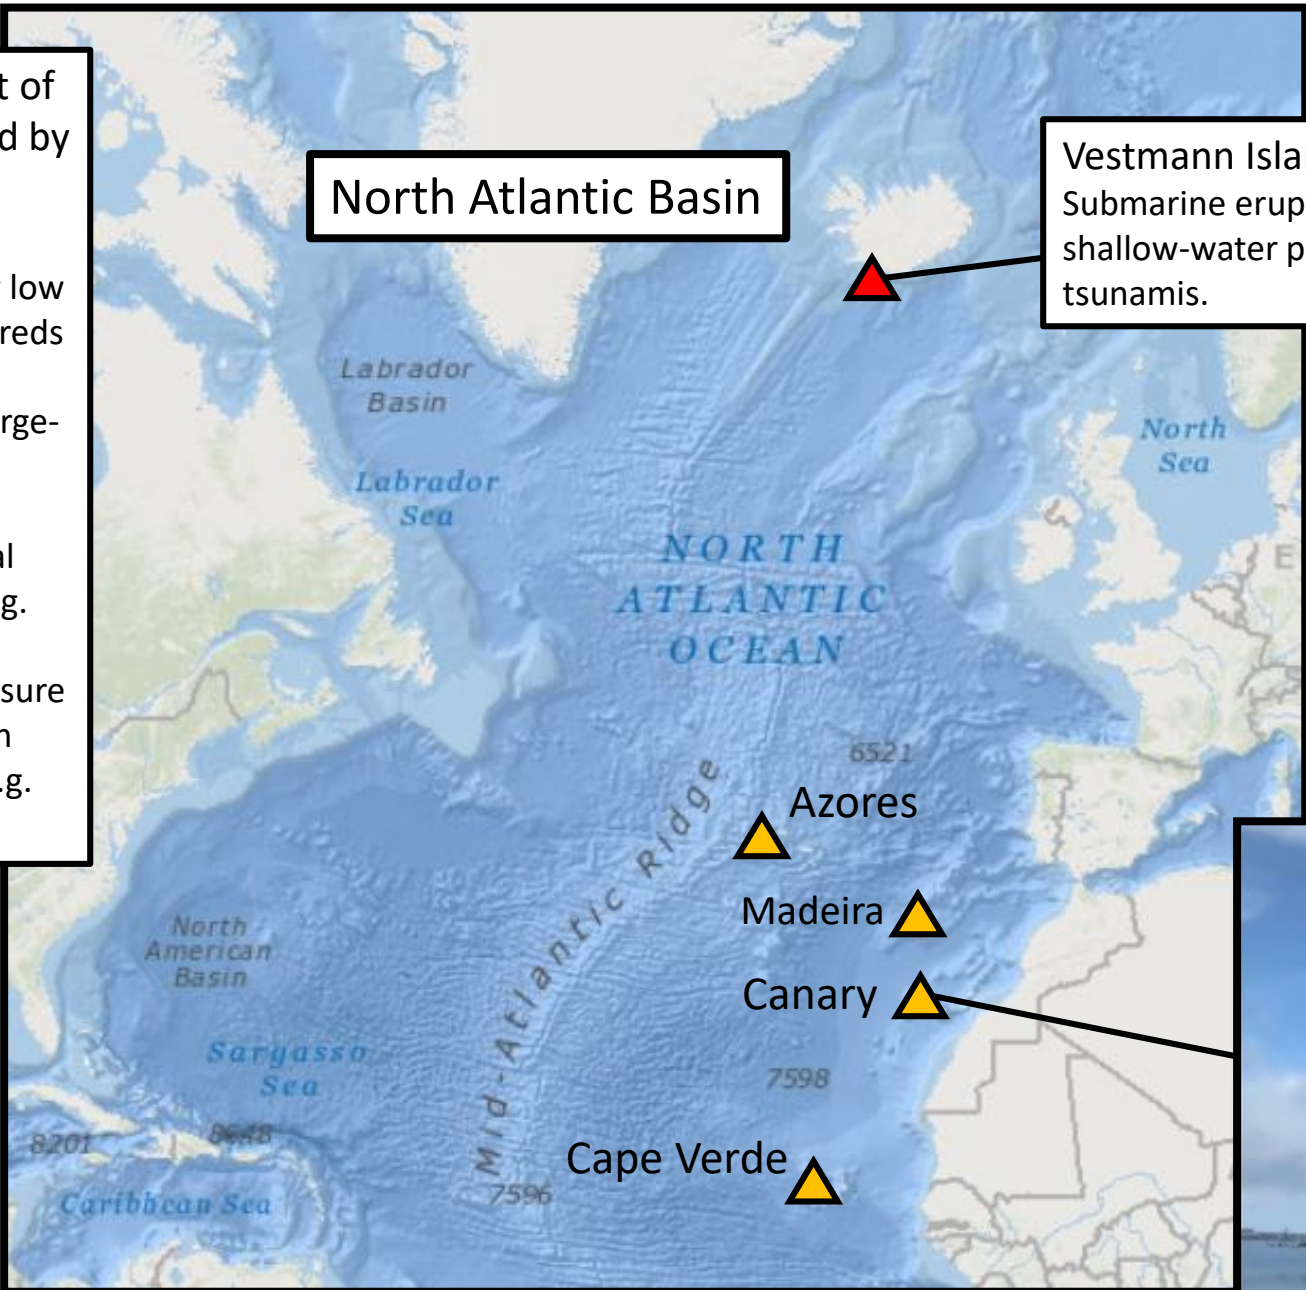 t of
d by
low
reds
rge-
al
g.
sure
n
.g.
North Atlantic Basin
Vestmann Isla
Submarine erup
shallow-water p
tsunamis.
Labrador
Basin
Labrador
Sea
North
Sea
NORTH
ATLANTIC
OCEAN
E
6521
Azores
Mid-Atlantic Ridge
Madeira
North
American
Basin
Canary
Sargasso
Sea
7598
8201
8648
Cape Verde
7596
Caribbean Sea